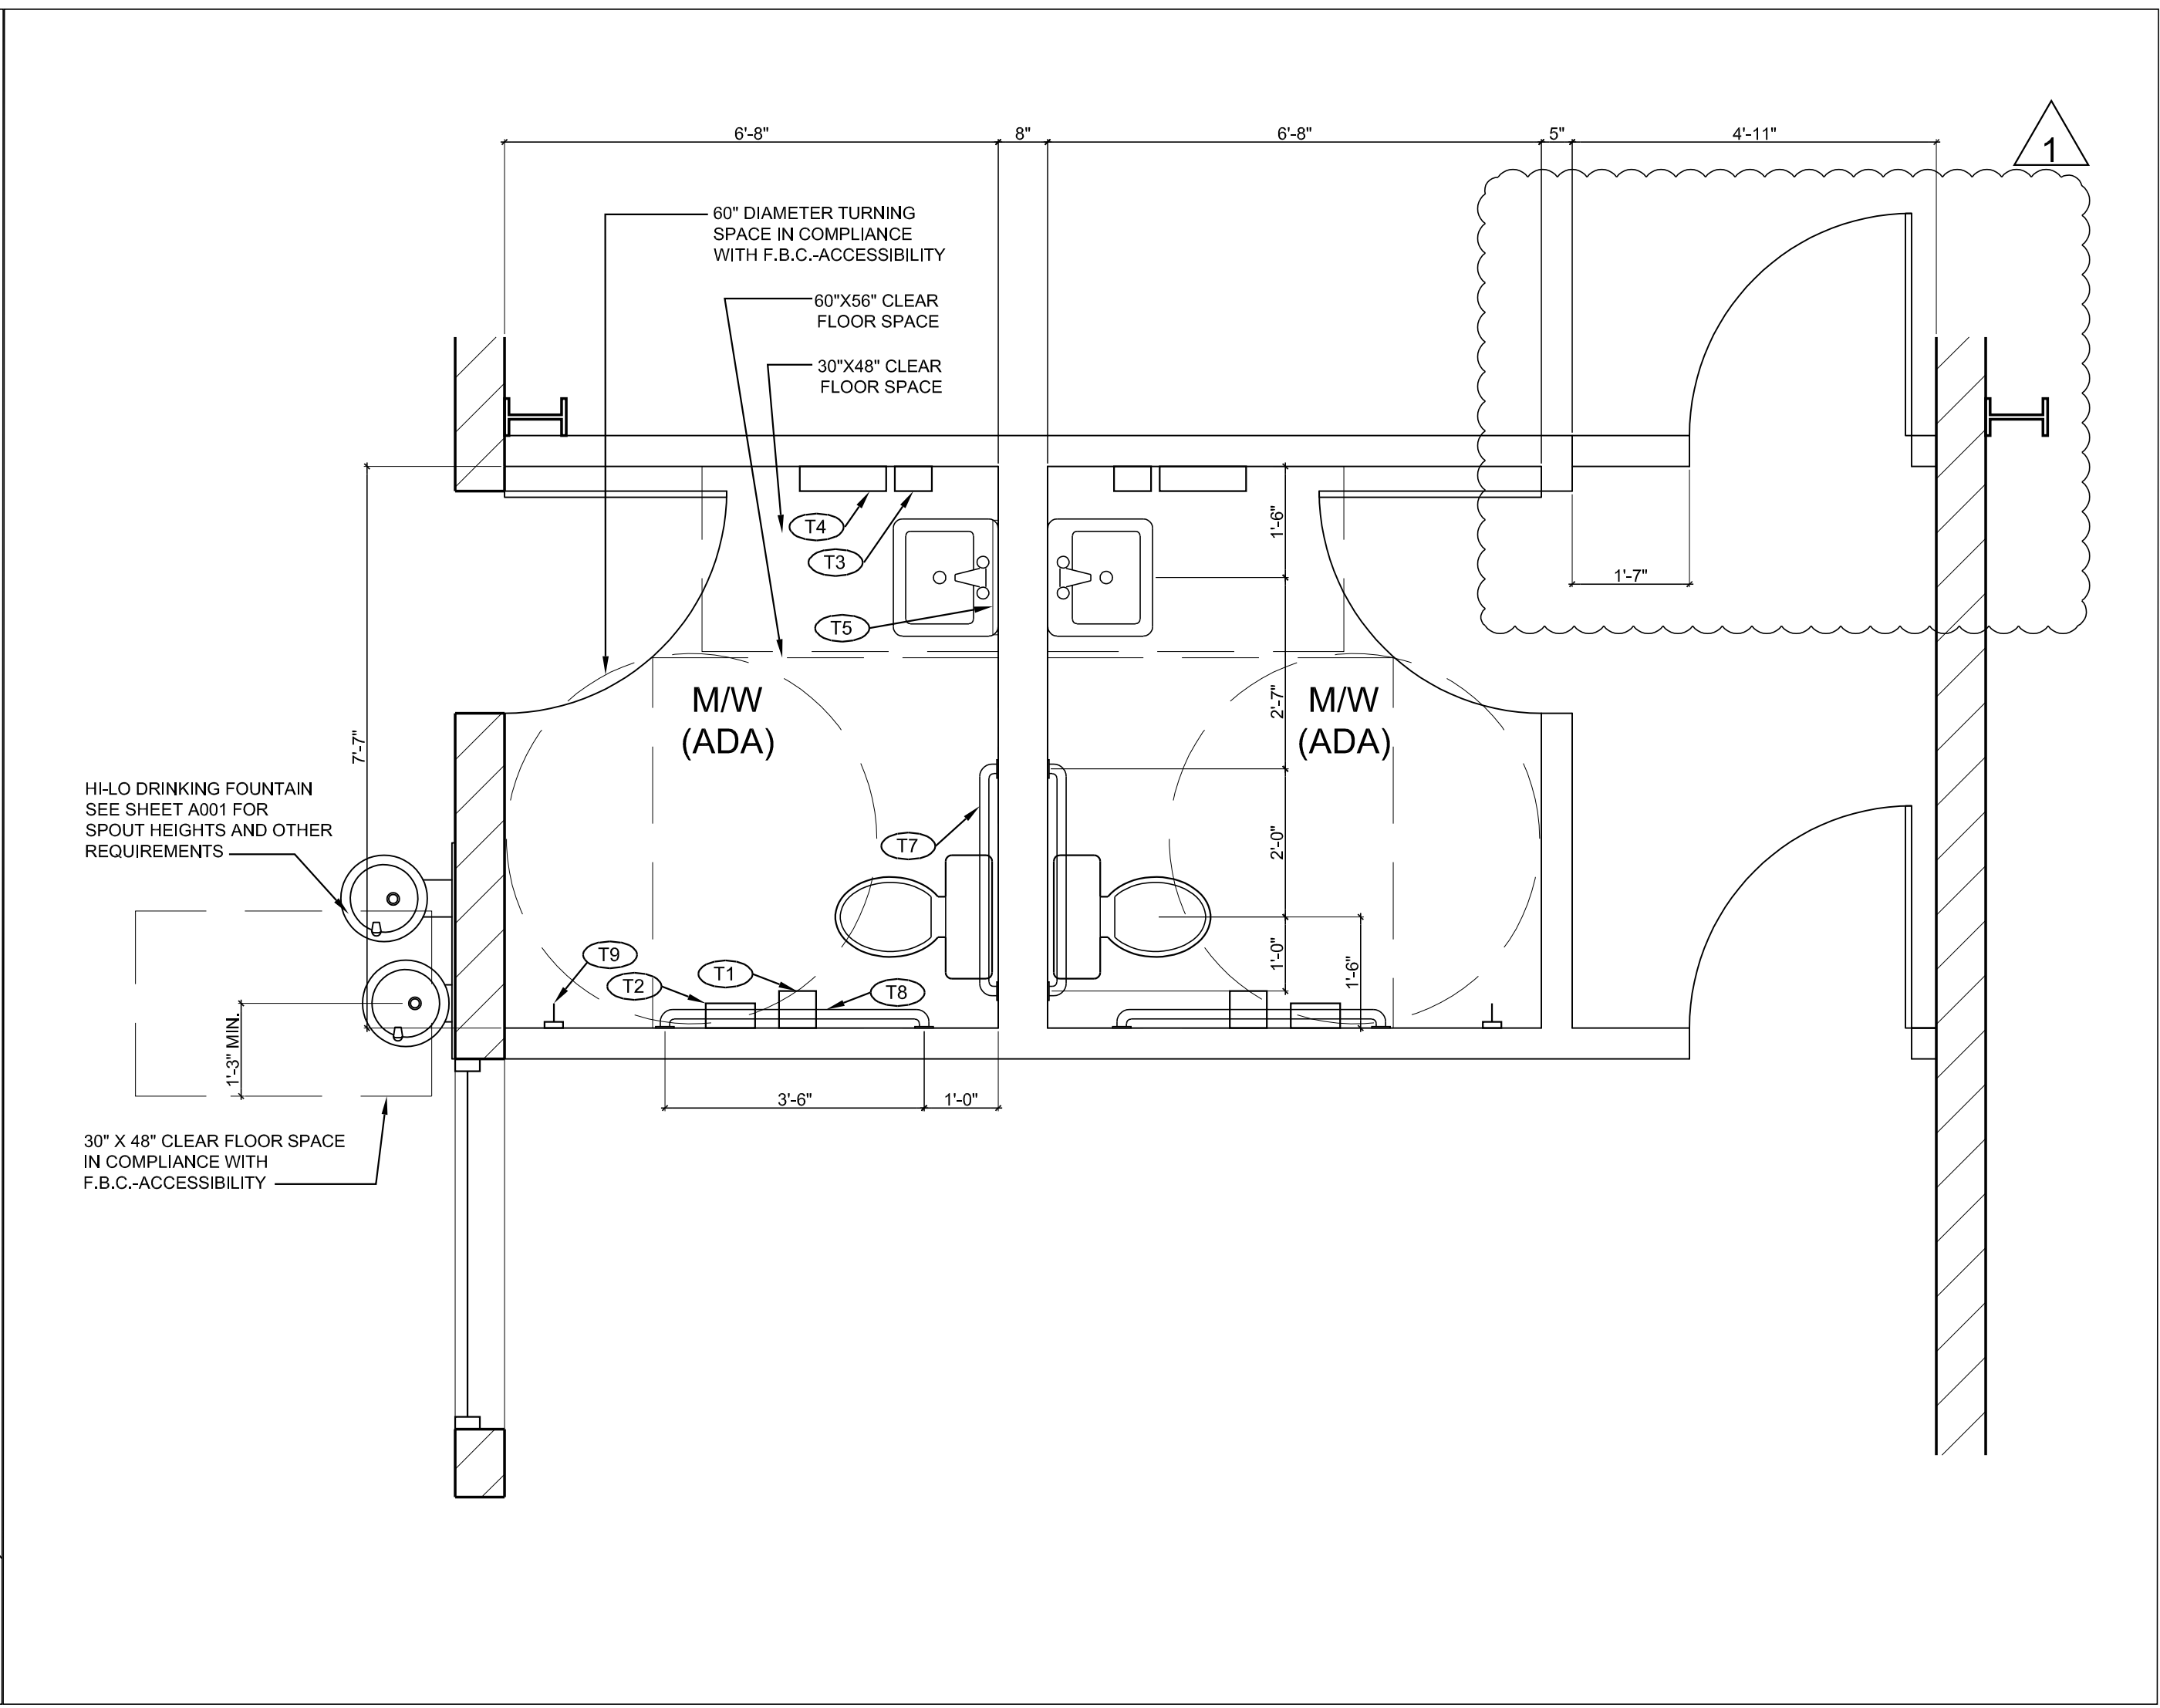 6'-8"
8"
6'-8"
5"
4'-11"
1
60" DIAMETER TURNING
SPACE IN COMPLIANCE
WITH F.B.C.-ACCESSIBILITY
60"X56" CLEAR
FLOOR SPACE
30"X48" CLEAR
FLOOR SPACE
T4
T3
T5
1'-6"
1'-7"
M/W
(ADA)
2'-7"
M/W
(ADA)
7'-7"
HI-LO DRINKING FOUNTAIN
SEE SHEET A001 FOR
SPOUT HEIGHTS AND OTHER
REQUIREMENTS
T7
2'-0"
T9
T2
T1
T8
1'-0"
1'-6"
1'-3" MIN.
3'-6"
1'-0"
30" X 48" CLEAR FLOOR SPACE
IN COMPLIANCE WITH
F.B.C.-ACCESSIBILITY